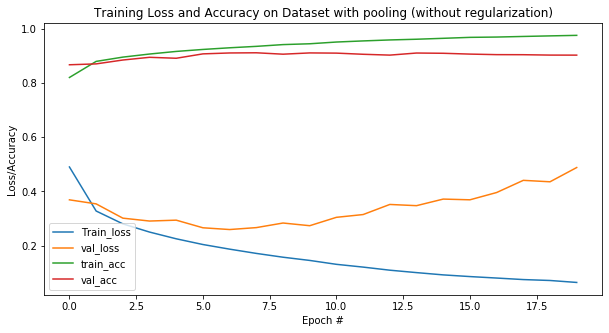 Training Loss and Accuracy on Dataset with pooling (without regularization)
1.0
0.8
0.6
0.4
0.2
Loss/Accuracy
Train_loss
val_loss
train_acc
val_acc
0.0 2.5 5.0 7.5 10.0 12.5 15.0 17.5
Epoch #